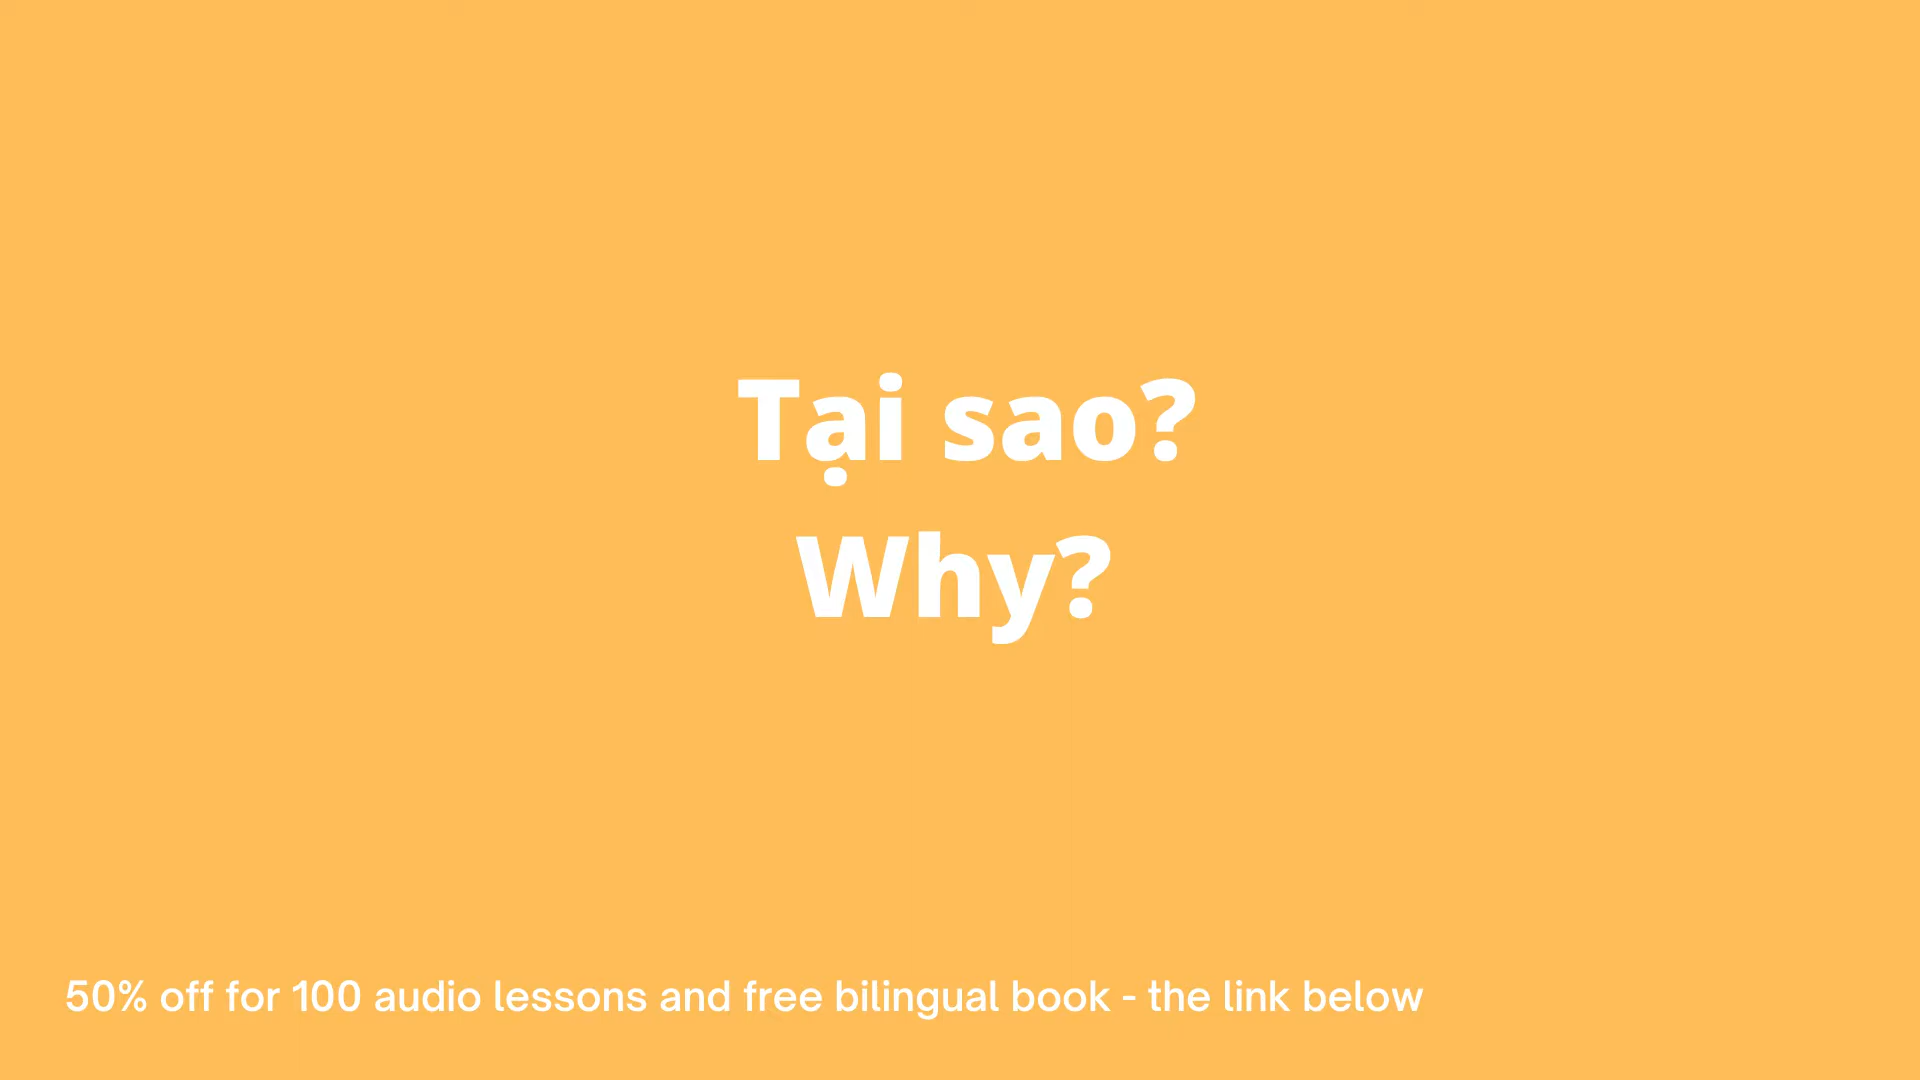 Tại sao?
Why?
50% off for 100 audio lessons and free bilingual book - the link below